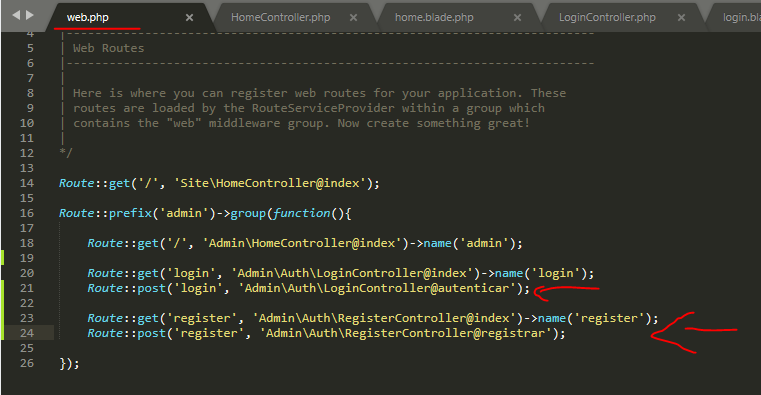 web.php × HomeController.php × home.blade.php × LoginController.php × login.bla
4 |--------------------------------------------------------------------------
5 | Web Routes
6 |--------------------------------------------------------------------------
7 |
8 | Here is where you can register web routes for your application. These
9 | routes are loaded by the RouteServiceProvider within a group which
10 | contains the "web" middleware group. Now create something great!
11 |
12 */
13
14 Route::get('/', 'Site\HomeController@index');
15
16 Route::prefix('admin')->group(function(){
17
18 Route::get('/', 'Admin\HomeController@index')->name('admin');
19
20 Route::get('login', 'Admin\Auth\LoginController@index')->name('login');
21 Route::post('login', 'Admin\Auth\LoginController@autenticar');
22
23 Route::get('register', 'Admin\Auth\RegisterController@index')->name('register');
24 Route::post('register', 'Admin\Auth\RegisterController@registrar');
25
26 });